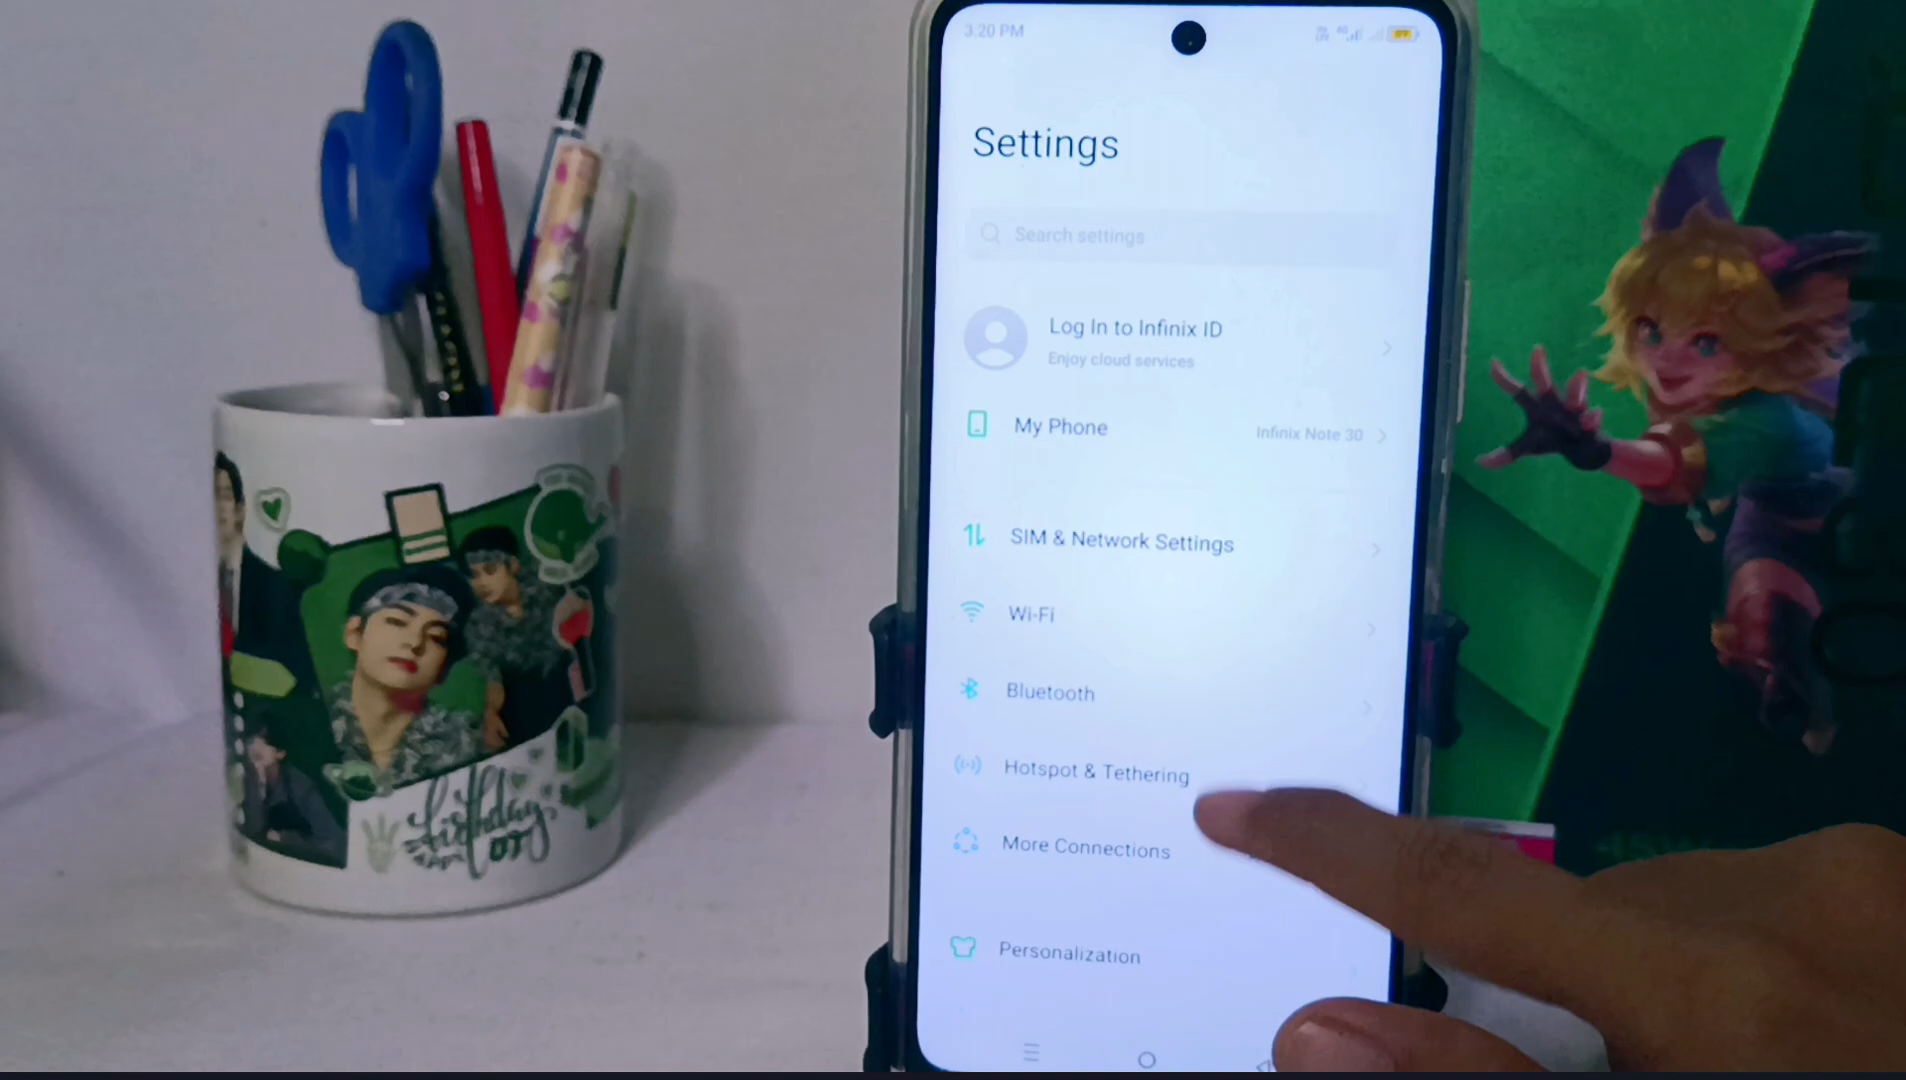 3:20 PM
Settings
Search settings
Log In to Infinix ID
Enjoy cloud services
My Phone
Infinix Note 30
SIM & Network Settings
Wi-Fi
Bluetooth
Hotspot & Tethering
More Connections
Personalization
birthday